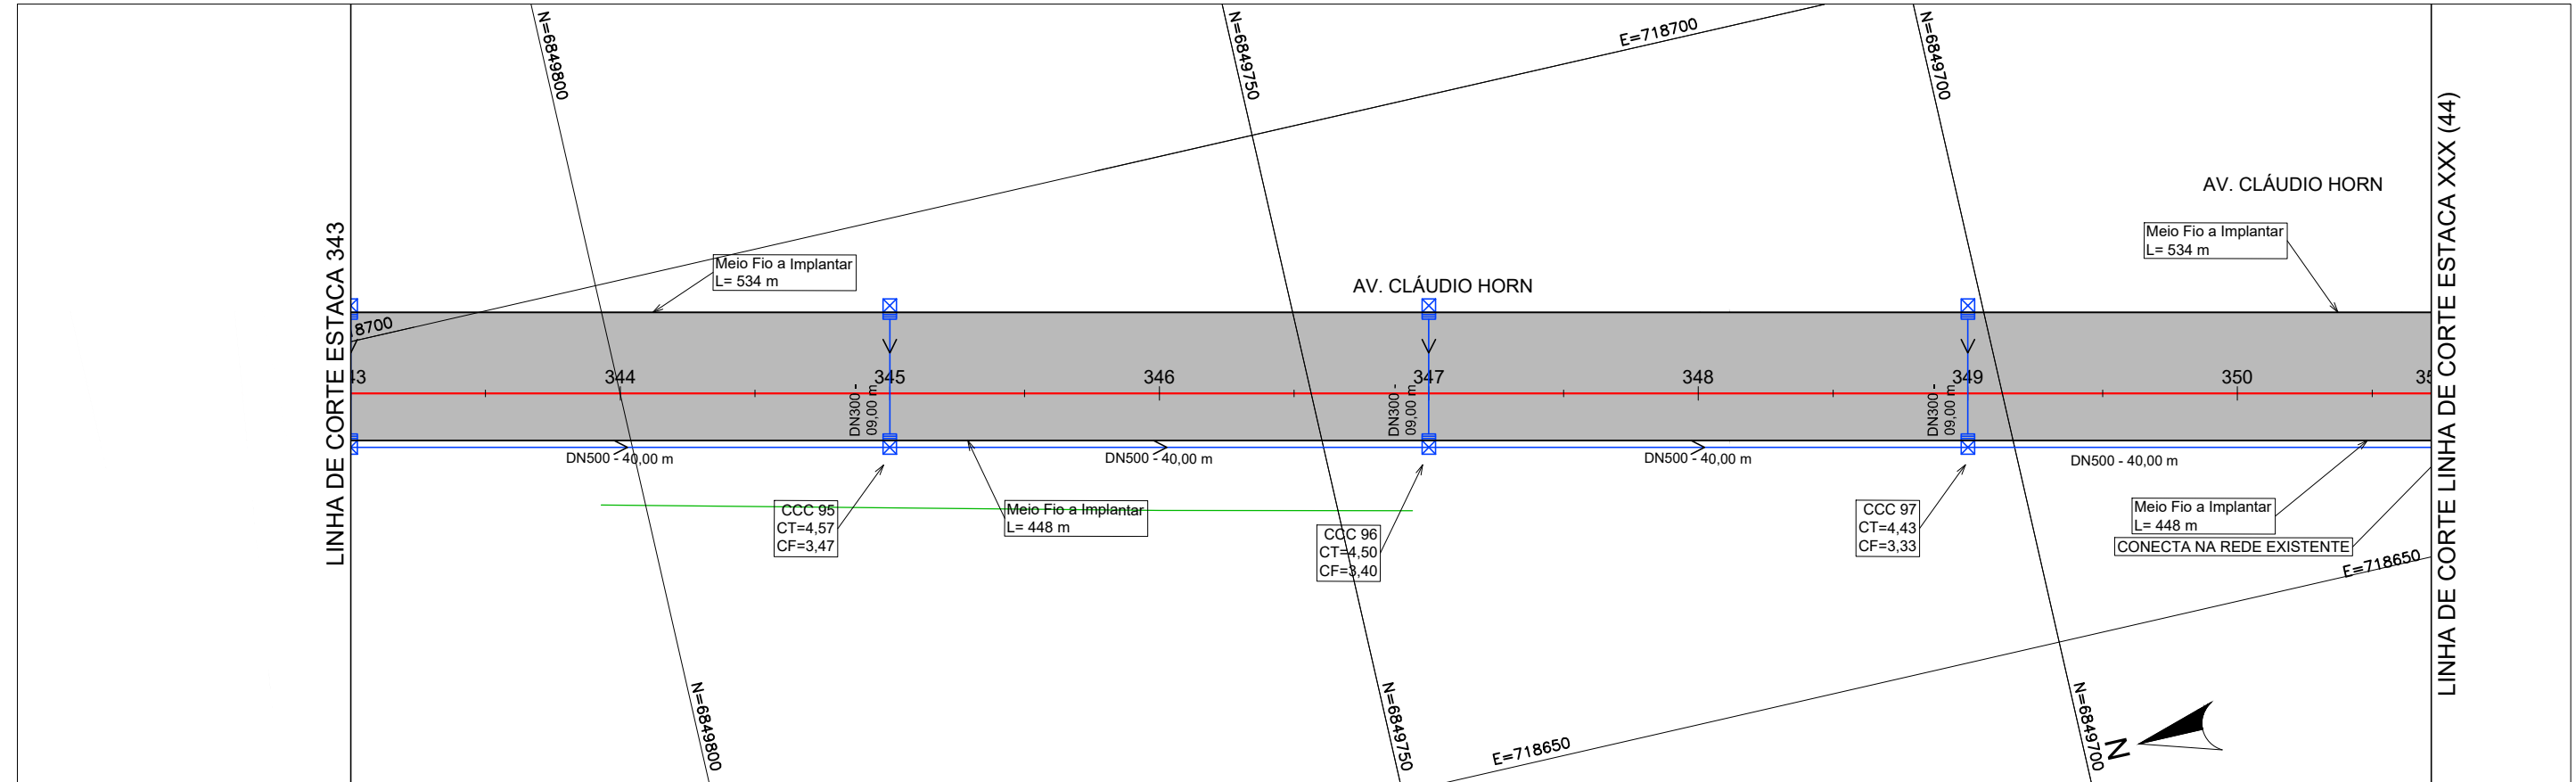 N=6849800
N=6849750
E=718700
N=6849700
AV. CLÁUDIO HORN
Meio Fio a Implantar
L= 534 m
Meio Fio a Implantar
L= 534 m
AV. CLÁUDIO HORN
LINHA DE CORTE ESTACA 343
LINHA DE CORTE LINHA DE CORTE ESTACA XXX (44)
8700
43
344
345
346
347
348
349
350
35
DN300 -
09,00 m
DN300 -
09,00 m
DN300 -
09,00 m
DN500 - 40,00 m
DN500 - 40,00 m
DN500 - 40,00 m
DN500 - 40,00 m
CCC 95
CT=4,57
CF=3,47
Meio Fio a Implantar
L= 448 m
CCC 96
CT=4,50
CF=3,40
CCC 97
CT=4,43
CF=3,33
Meio Fio a Implantar
L= 448 m
CONECTA NA REDE EXISTENTE
E=718650
N=6849800
N=6849750
E=718650
N=6849700
N